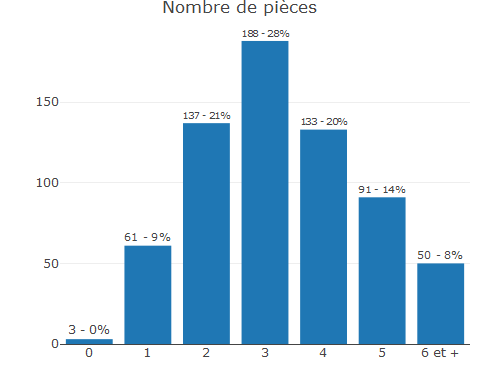 Nombre de pièces
188 - 28%
137 - 21%
133 - 20%
91 - 14%
61 - 9%
50 - 8%
3 - 0%
150
100
50
0
0 1 2 3 4 5 6 et +